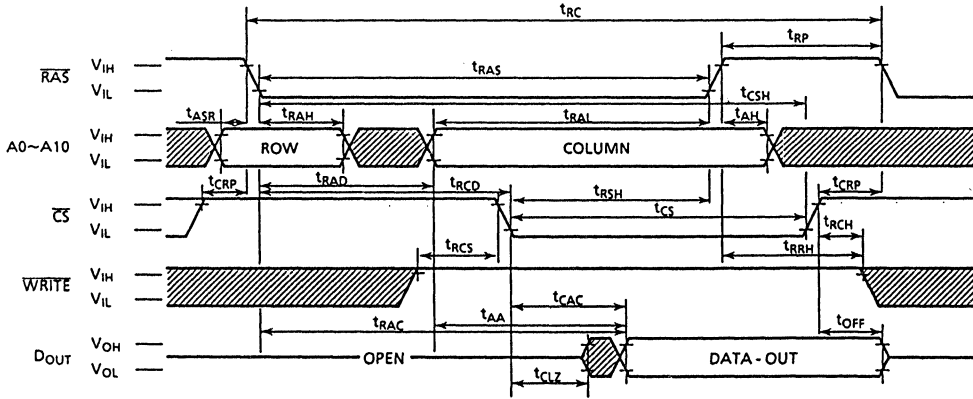 tRC
tRP
RAS
VIH
VIL
tRAS
tCSH
tASR
tRAH
tRAL
tAH
A0~A10
VIH
VIL
ROW
COLUMN
tCRP
tRAD
tRCD
tRSH
tCRP
CS
VIH
VIL
tCS
tRCH
tRCS
tRRH
WRITE
VIH
VIL
tCAC
tAA
tRAC
tOFF
DOUT
VOH
VOL
OPEN
DATA - OUT
tCLZ